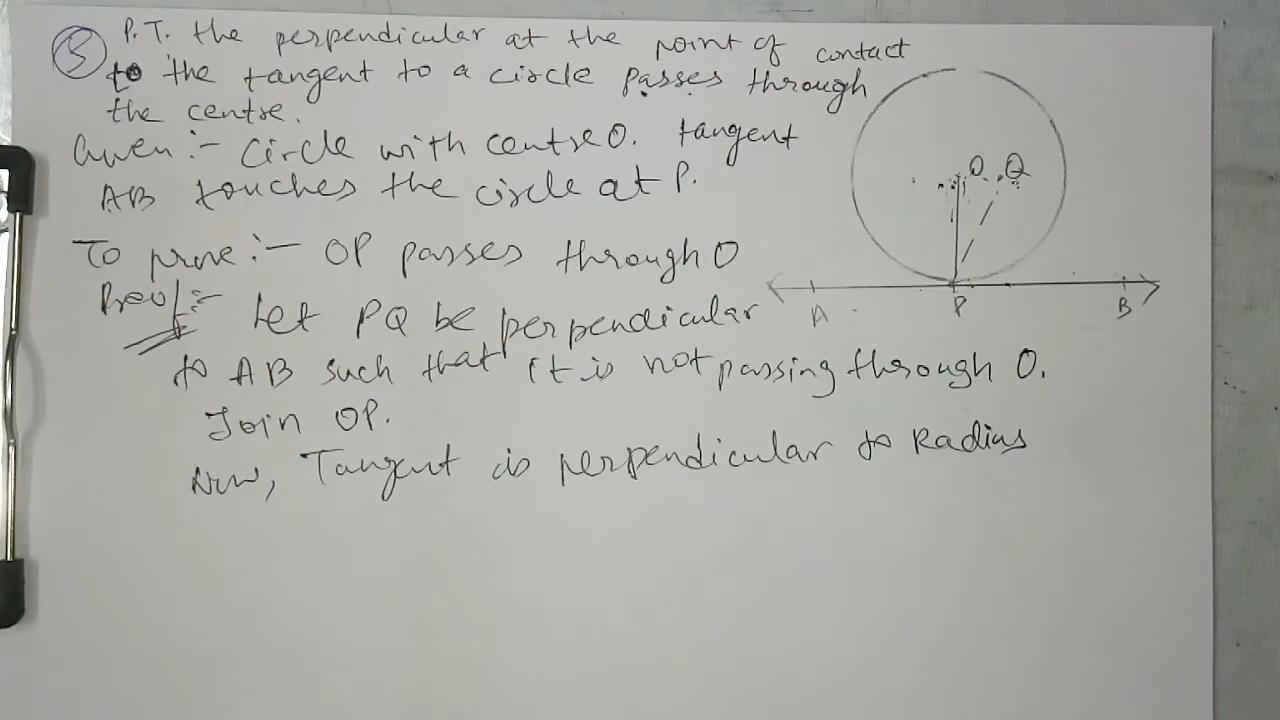 5 P.T. the perpendicular at the point of contact
to the tangent to a circle passes through
the centre.
Given :- Circle with centre O. tangent
AB touches the circle at P.
To prove :- OP passes through O
Proof :- Let PQ be perpendicular
to AB such that it is not passing through O.
Join OP.
Now, Tangent is perpendicular to Radius
O Q
A P B